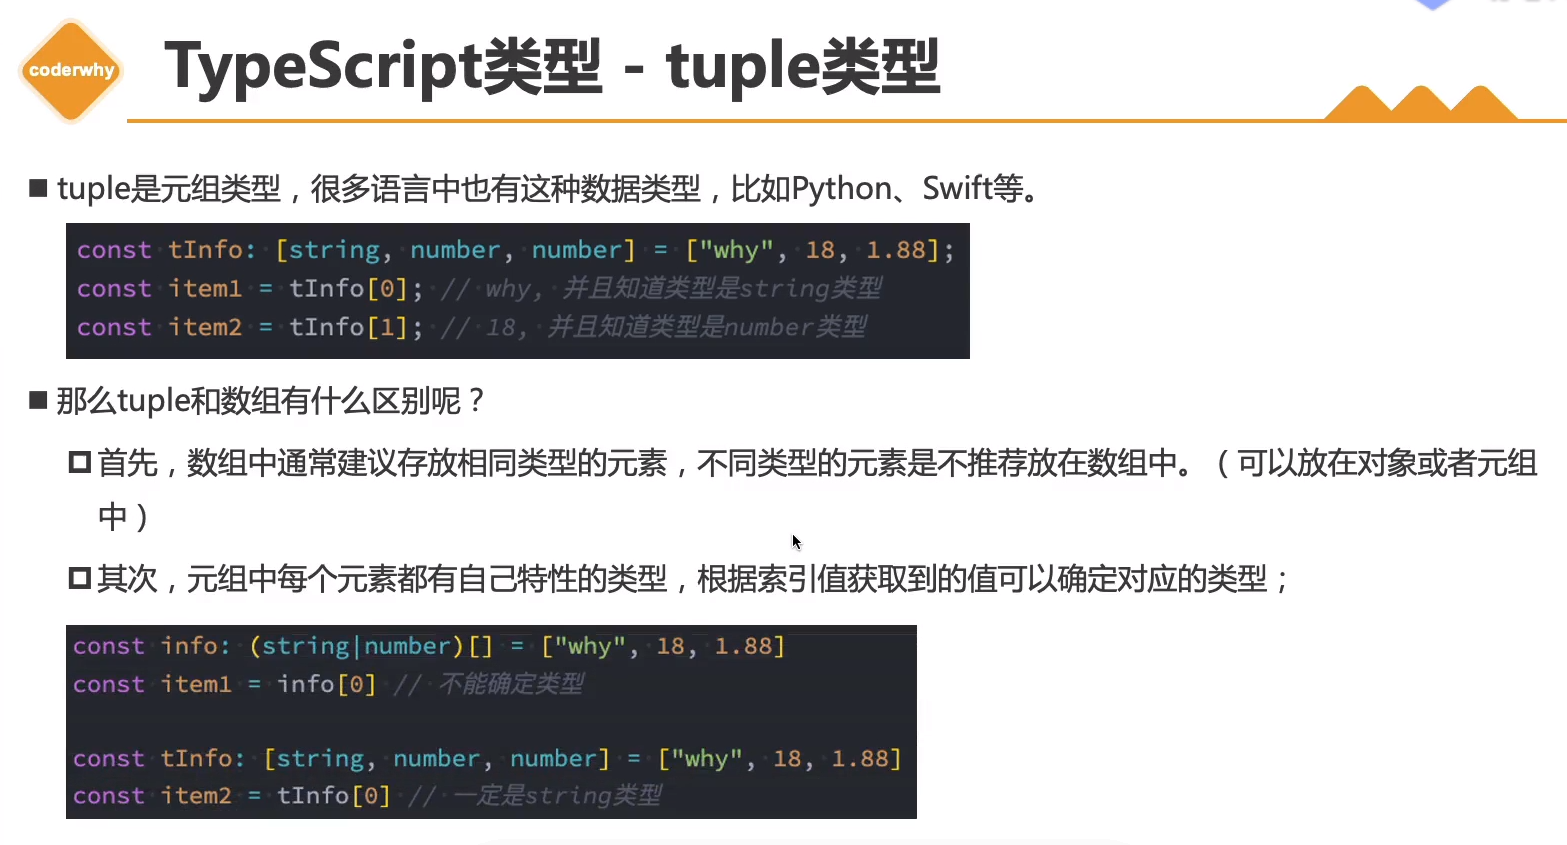 coderwhy
TypeScript类型 - tuple类型
tuple是元组类型，很多语言中也有这种数据类型，比如Python、Swift等。
const tInfo: [string, number, number] = ["why", 18, 1.88];
const item1 = tInfo[0]; // why, 并且知道类型是string类型
const item2 = tInfo[1]; // 18, 并且知道类型是number类型
那么tuple和数组有什么区别呢？
首先，数组中通常建议存放相同类型的元素，不同类型的元素是不推荐放在数组中。（可以放在对象或者元组
中）
其次，元组中每个元素都有自己特性的类型，根据索引值获取到的值可以确定对应的类型；
const info: (string|number)[] = ["why", 18, 1.88]
const item1 = info[0] // 不能确定类型
const tInfo: [string, number, number] = ["why", 18, 1.88]
const item2 = tInfo[0] // 一定是string类型